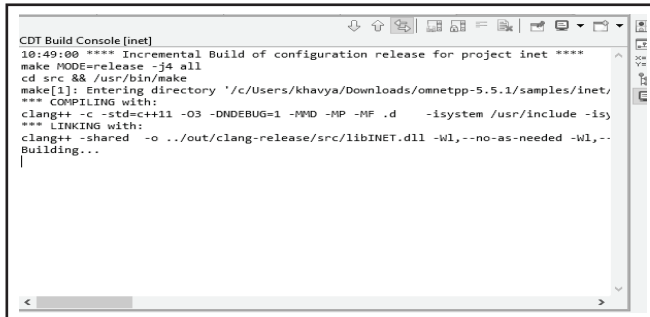 CDT Build Console [inet]
10:49:00 **** Incremental Build of configuration release for project inet ****
make MODE=release -j4 all
cd src && /usr/bin/make
make[1]: Entering directory '/c/Users/khavya/Downloads/omnetpp-5.5.1/samples/inet/
*** COMPILING with:
clang++ -c -std=c++11 -O3 -DNDEBUG=1 -MMD -MP -MF .d    -isystem /usr/include -isy
*** LINKING with:
clang++ -shared  -o ../out/clang-release/src/libINET.dll -Wl,--no-as-needed -Wl,--
Building...